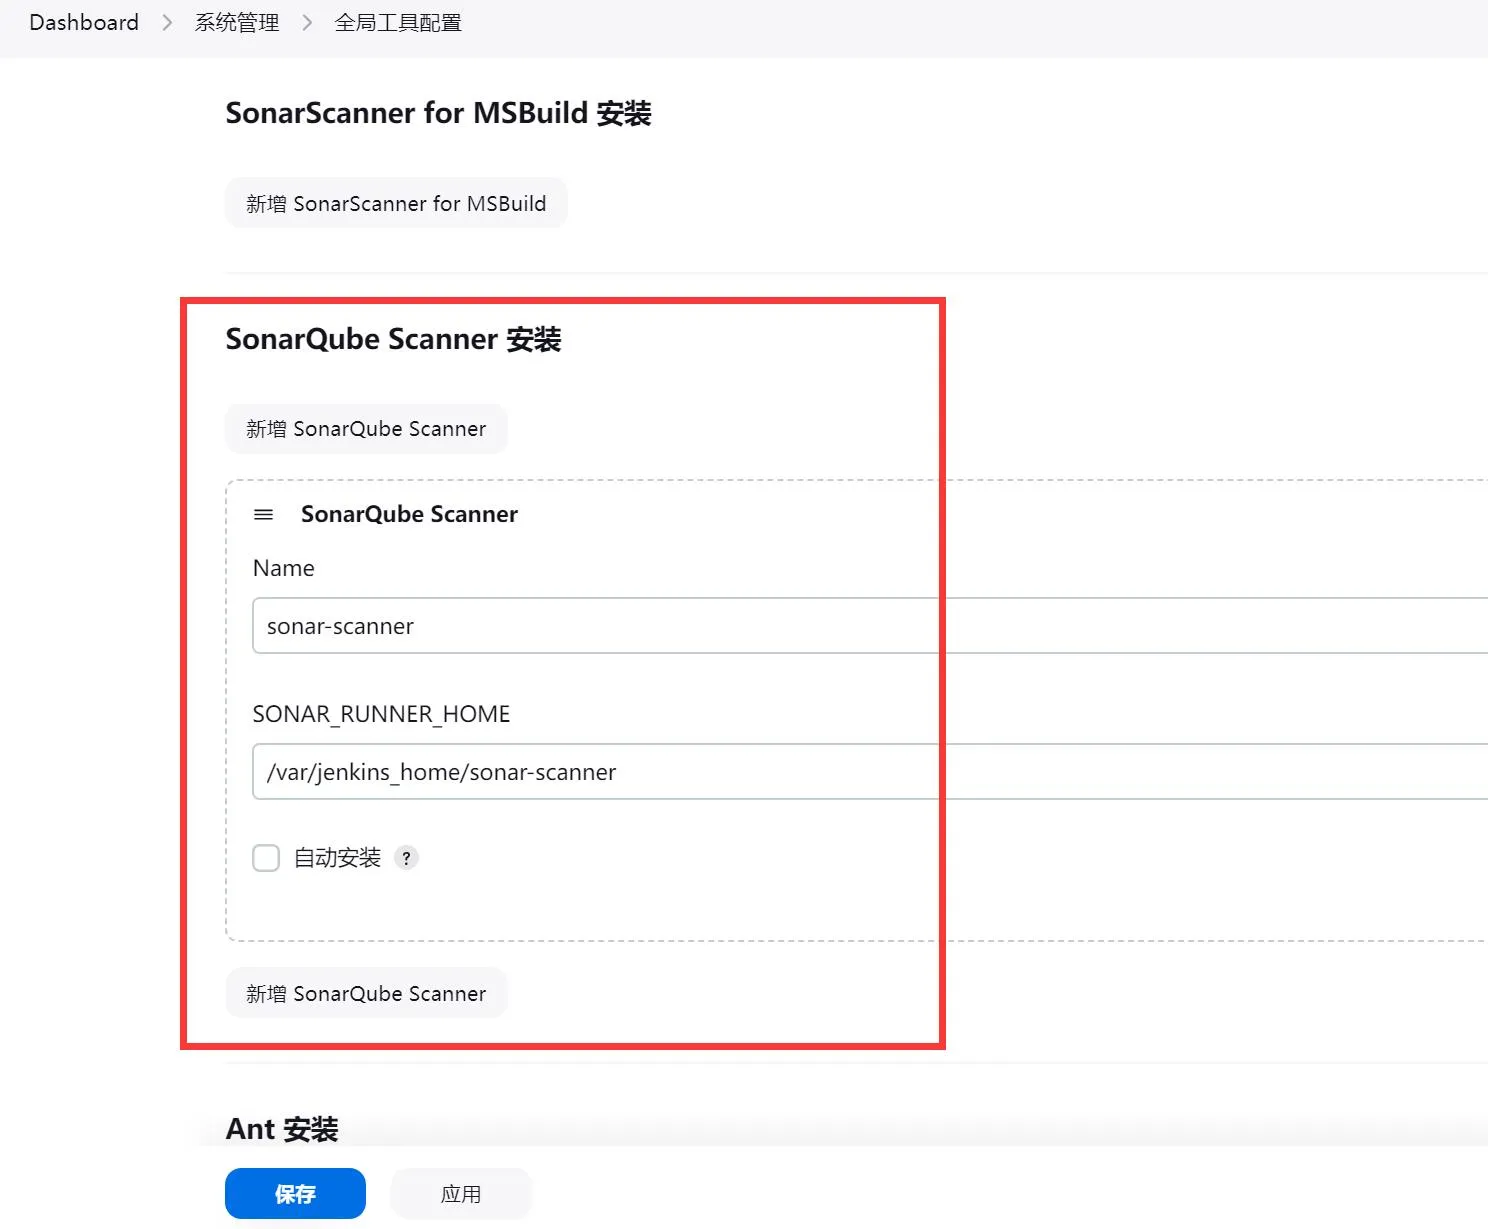 Dashboard > 系统管理 > 全局工具配置
SonarScanner for MSBuild 安装
新增 SonarScanner for MSBuild
SonarQube Scanner 安装
新增 SonarQube Scanner
SonarQube Scanner
Name
sonar-scanner
SONAR_RUNNER_HOME
/var/jenkins_home/sonar-scanner
自动安装 ?
新增 SonarQube Scanner
Ant 安装
保存 应用